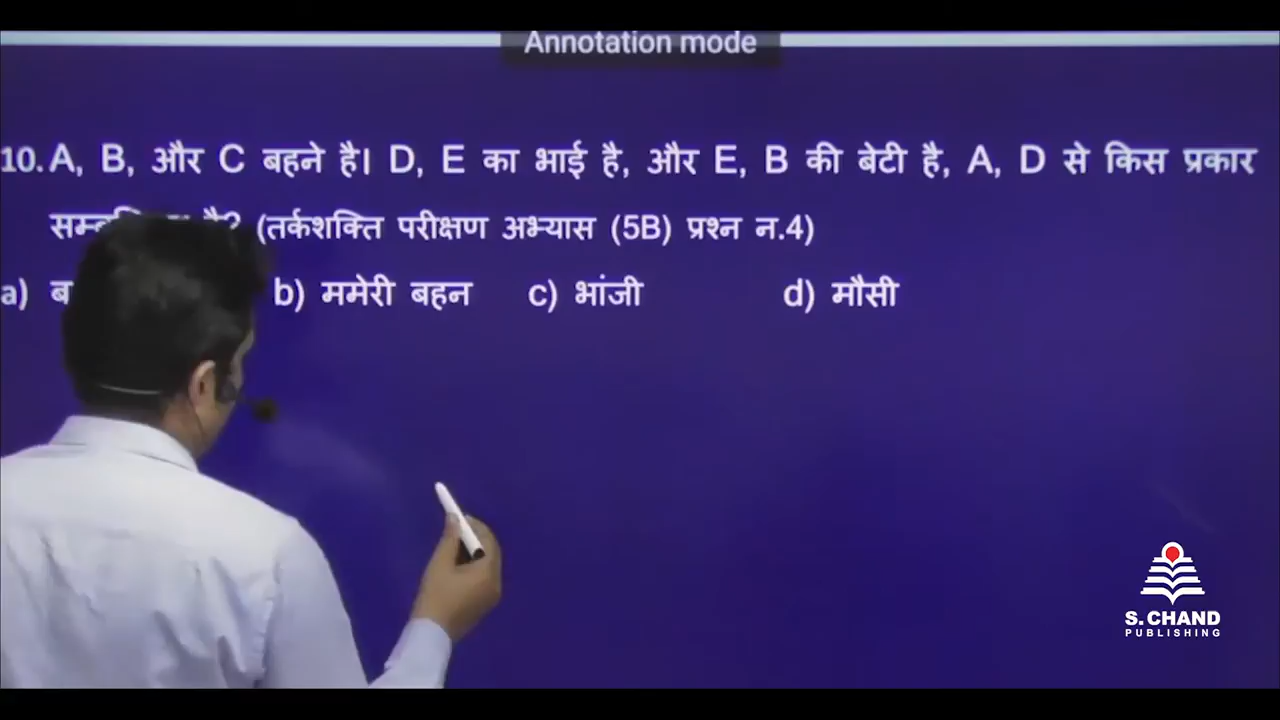 Annotation mode
10. A, B, और C बहने है। D, E का भाई है, और E, B की बेटी है, A, D से किस प्रकार
है? (तर्कशक्ति परीक्षण अभ्यास (5B) प्रश्न न.4)
a) b) ममेरी बहन c) भांजी d) मौसी
S. CHAND
PUBLISHING